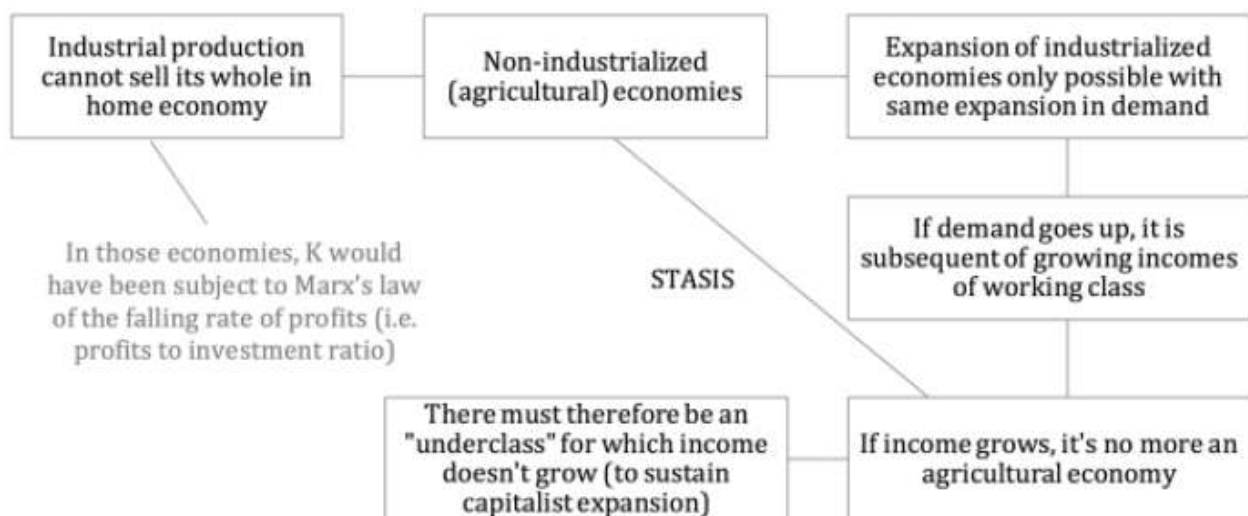 Industrial production
cannot sell its whole in
home economy
Non-industrialized
(agricultural) economies
Expansion of industrialized
economies only possible with
same expansion in demand
In those economies, K would
have been subject to Marx's law
of the falling rate of profits (i.e.
profits to investment ratio)
STASIS
If demand goes up, it is
subsequent of growing incomes
of working class
There must therefore be an
"underclass" for which income
doesn't grow (to sustain
capitalist expansion)
If income grows, it's no more an
agricultural economy